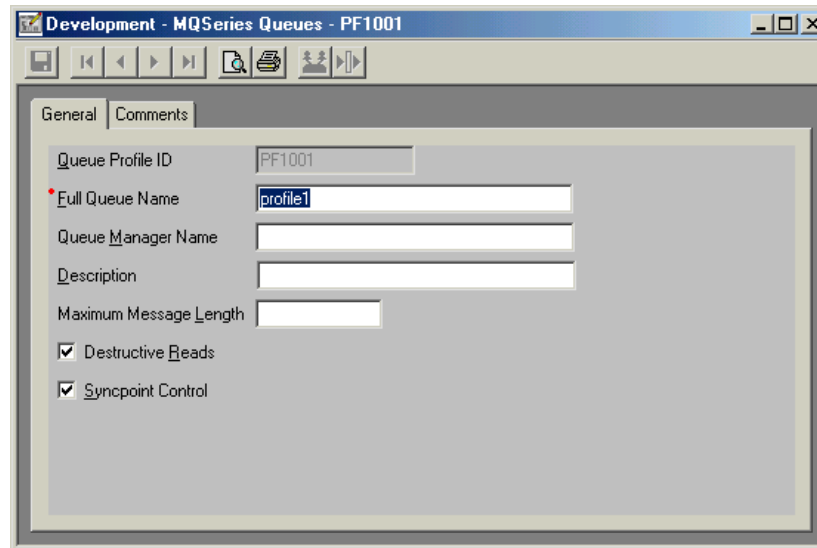 Development - MQSeries Queues - PF1001
General Comments
Queue Profile ID PF1001
Full Queue Name profile1
Queue Manager Name
Description
Maximum Message Length
Destructive Reads
Syncpoint Control